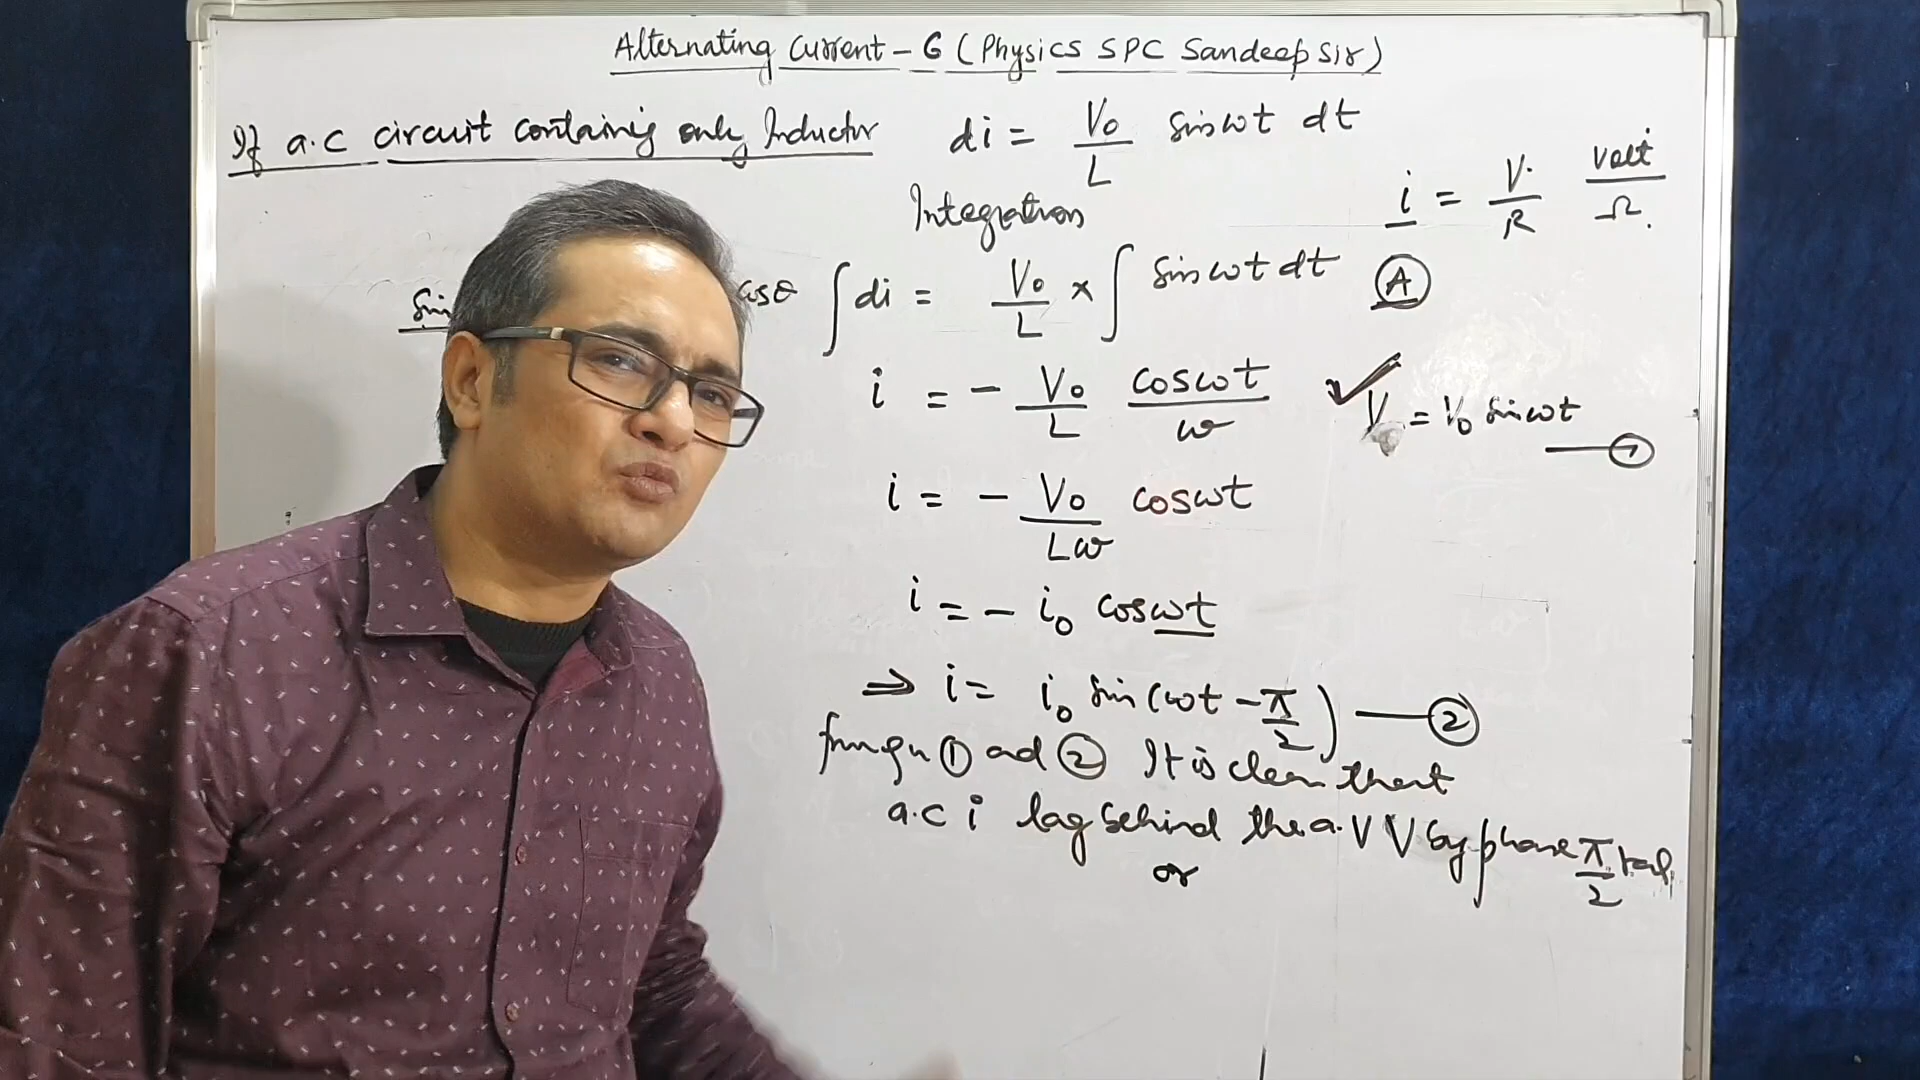 Alternating Current - 6 (Physics SPC Sandeep Sir)
If a.c circuit containing only Inductor
di = V₀/L sinωt dt
i = V/R volt/Ω
Integration
∫di = V₀/L × ∫ sinωt dt (A)
i = - V₀/L cosωt/ω
✓ V = V₀ sinωt — ①
i = - V₀/Lω cosωt
i = - i₀ cosωt
⇒ i = i₀ sin(ωt - π/2) — ②
① and ② It is clear that
a.c i lag behind the a.V V by phase π/2 rad.
or